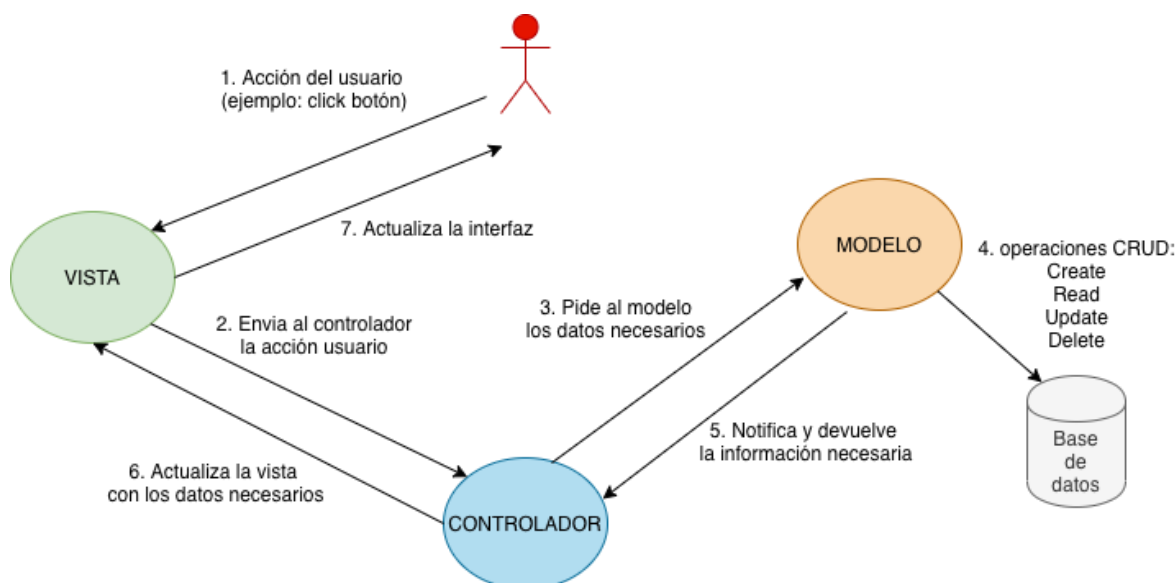 1. Acción del usuario
(ejemplo: click botón)
7. Actualiza la interfaz
VISTA
MODELO
4. operaciones CRUD:
Create
Read
Update
Delete
2. Envia al controlador
la acción usuario
3. Pide al modelo
los datos necesarios
5. Notifica y devuelve
la información necesaria
6. Actualiza la vista
con los datos necesarios
CONTROLADOR
Base
de
datos